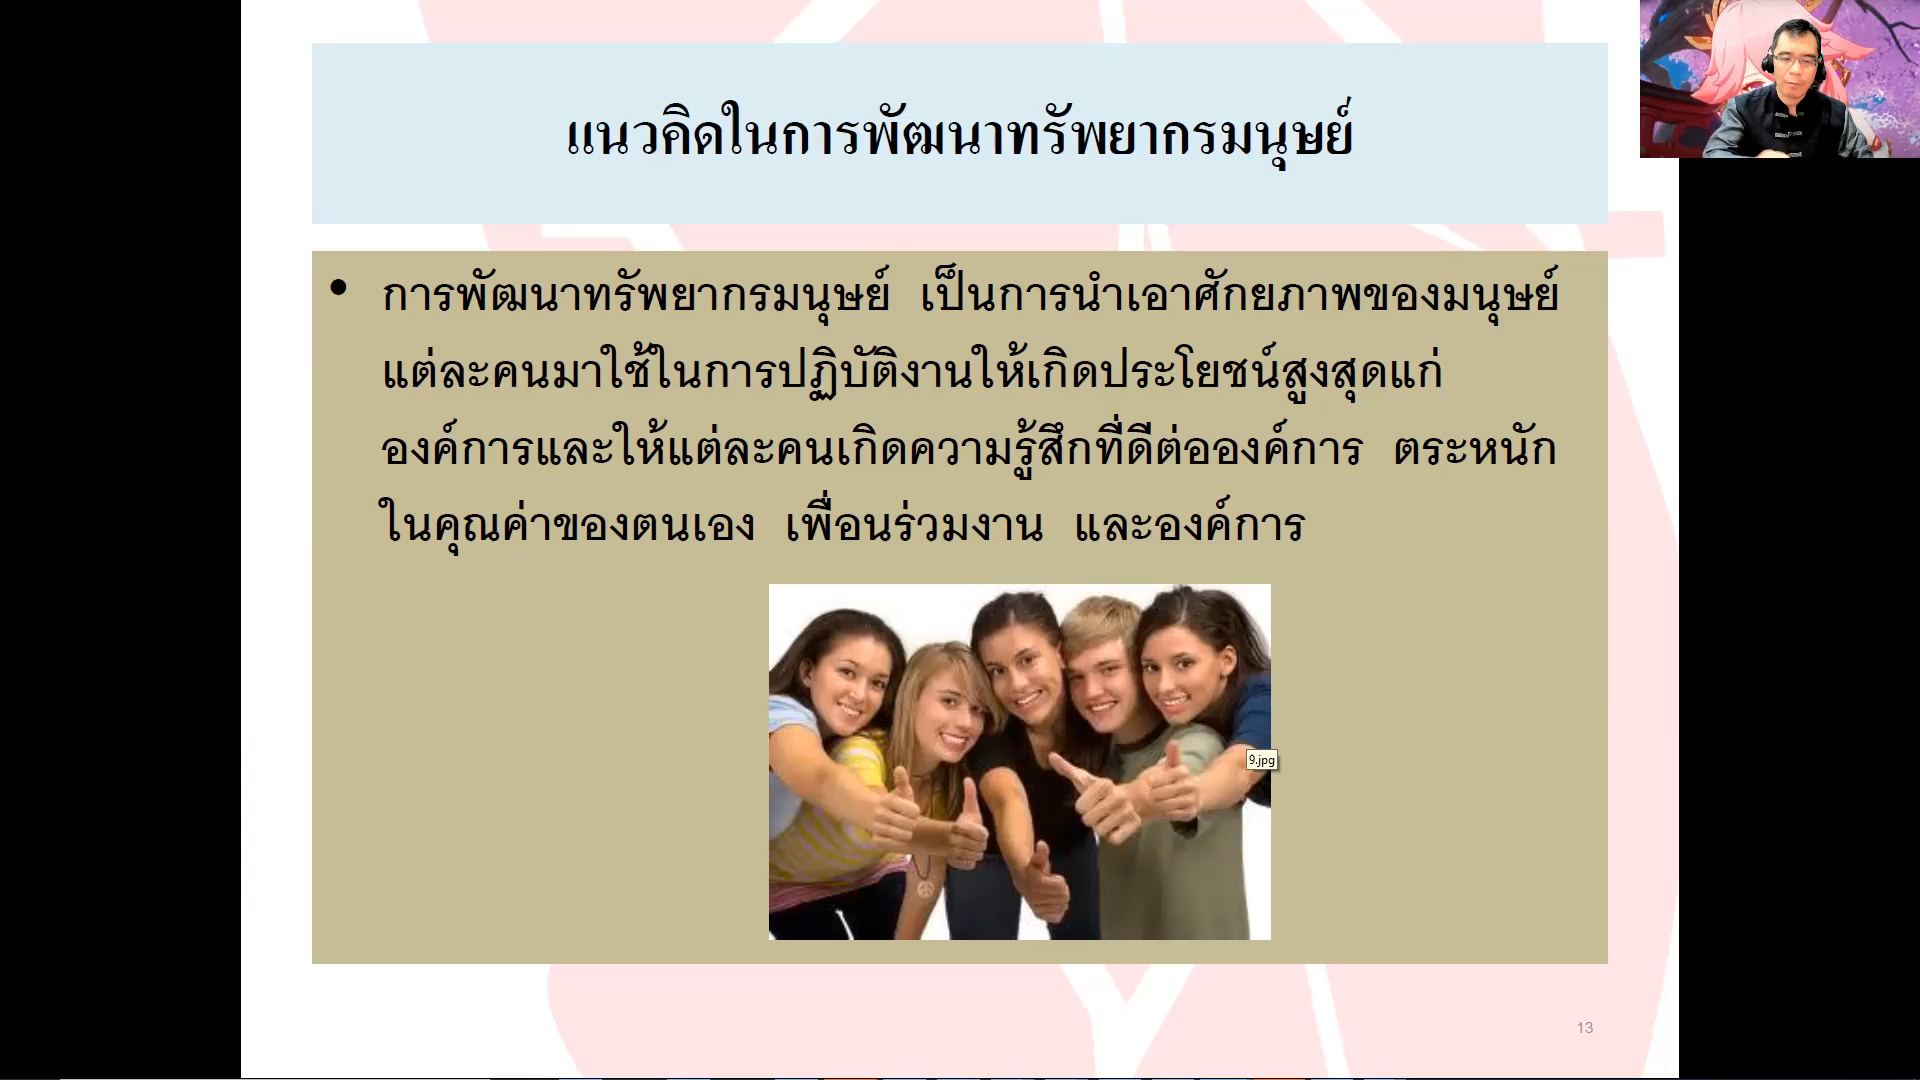 แนวคิดในการพัฒนาทรัพยากรมนุษย์
• การพัฒนาทรัพยากรมนุษย์ เป็นการนำเอาศักยภาพของมนุษย์
แต่ละคนมาใช้ในการปฏิบัติงานให้เกิดประโยชน์สูงสุดแก่
องค์การและให้แต่ละคนเกิดความรู้สึกที่ดีต่อองค์การ ตระหนัก
ในคุณค่าของตนเอง เพื่อนร่วมงาน และองค์การ
9.jpg
13